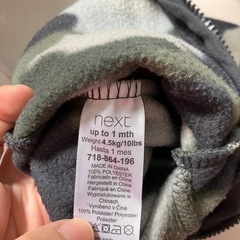 next
up to 1 mth
Weight 4.5kg/10lbs
Hasta 1 mes
718-864-196
MADE IN CHINA
100% POLYESTER
Fabricado en China
Hergestellt in China
Fabriqué en Chine
Wyprodukowano w Chinach
Vyrobeno v Číně
100% Poliéster/ Polyester/